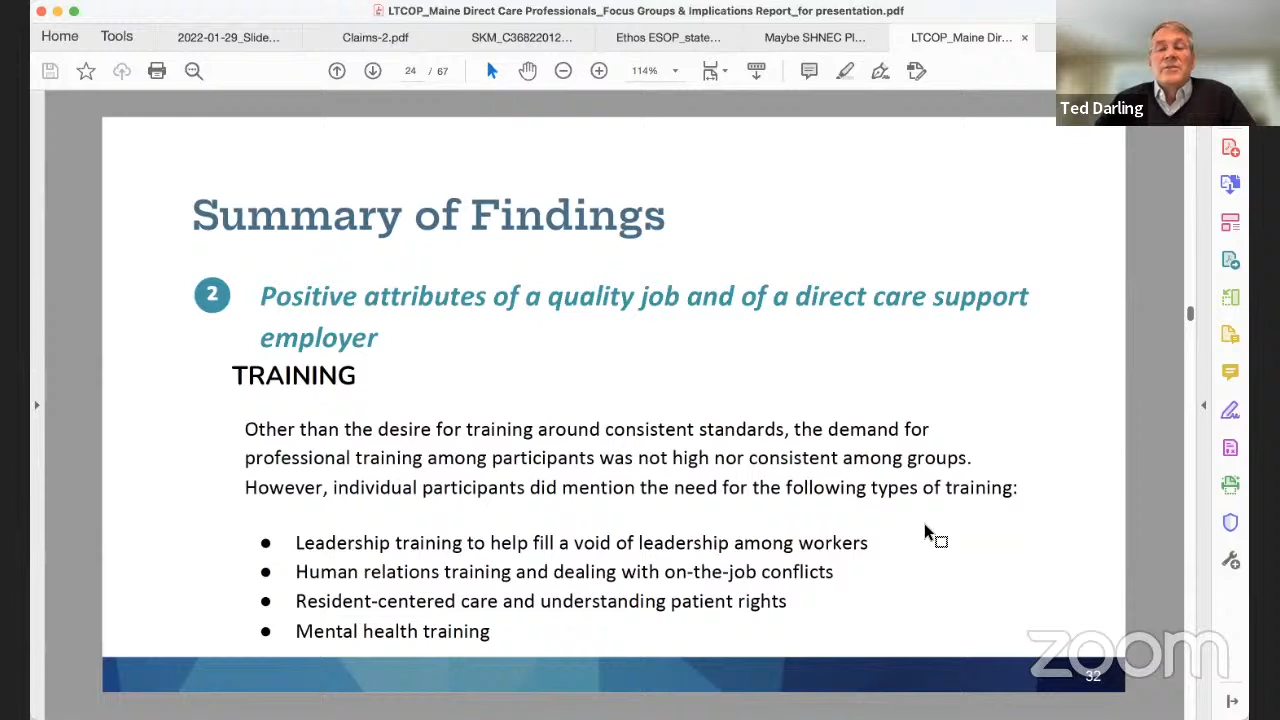 LTCOP_Maine Direct Care Professionals_Focus Groups & Implications Report_for presentation.pdf
Home
Tools
2022-01-29_Slide...
Claims-2.pdf
SKM_C36822012...
Ethos ESOP_state...
Maybe SHNEC Pl...
LTCOP_Maine Dir...
24 / 67
114%
Ted Darling
Summary of Findings
2
Positive attributes of a quality job and of a direct care support
employer
TRAINING
Other than the desire for training around consistent standards, the demand for
professional training among participants was not high nor consistent among groups.
However, individual participants did mention the need for the following types of training:
● Leadership training to help fill a void of leadership among workers
● Human relations training and dealing with on-the-job conflicts
● Resident-centered care and understanding patient rights
● Mental health training
zoom
32